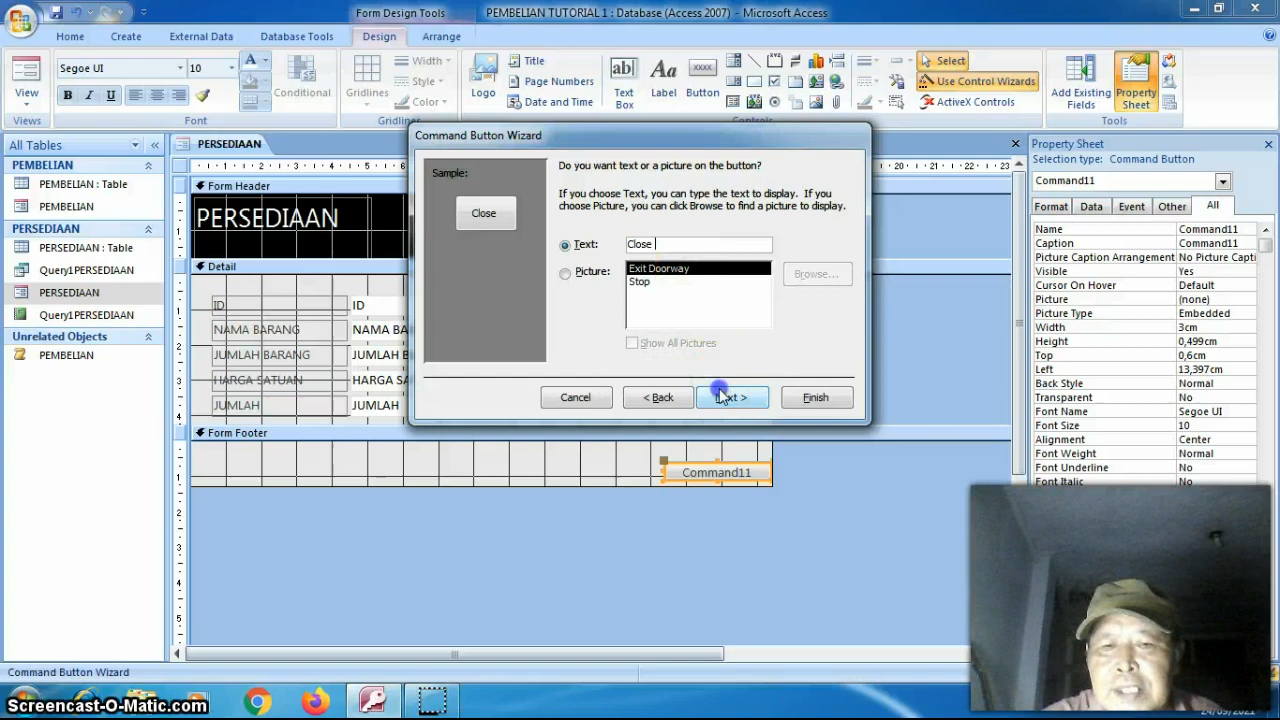 Form Design Tools
PEMBELIAN TUTORIAL 1 : Database (Access 2007) - Microsoft Access
Home Create External Data Database Tools Design Arrange
View
Views
Segoe UI 10
B I U
Conditional
Font
Gridlines
Width
Style
Color
Gridlines
Logo
Title
Page Numbers
Date and Time
ab|
Text Box
Aa
Label
xxxx
Button
Controls
Select
Use Control Wizards
ActiveX Controls
Add Existing Fields
Property Sheet
Tools
All Tables
PEMBELIAN
PEMBELIAN : Table
PEMBELIAN
PERSEDIAAN
PERSEDIAAN : Table
Query1PERSEDIAAN
PERSEDIAAN
Query1PERSEDIAAN
Unrelated Objects
PEMBELIAN
PERSEDIAAN
Form Header
PERSEDIAAN
Detail
ID ID
NAMA BARANG NAMA BA
JUMLAH BARANG JUMLAH B
HARGA SATUAN HARGA SA
JUMLAH JUMLAH
Form Footer
Command11
Command Button Wizard
Sample:
Close
Do you want text or a picture on the button?
If you choose Text, you can type the text to display. If you
choose Picture, you can click Browse to find a picture to display.
Text: Close
Picture: Exit Doorway
Stop
Browse...
Show All Pictures
Cancel < Back Finish
Property Sheet
Selection type: Command Button
Command11
Format Data Event Other All
Name Command11
Caption Command11
Picture Caption Arrangement No Picture Capti
Visible Yes
Cursor On Hover Default
Picture (none)
Picture Type Embedded
Width 3cm
Height 0,499cm
Top 0,6cm
Left 13,397cm
Back Style Normal
Transparent No
Font Name Segoe UI
Font Size 10
Alignment Center
Font Weight Normal
Font Underline No
Font Italic No
Command Button Wizard
Screencast-O-Matic.com
24/09/2021